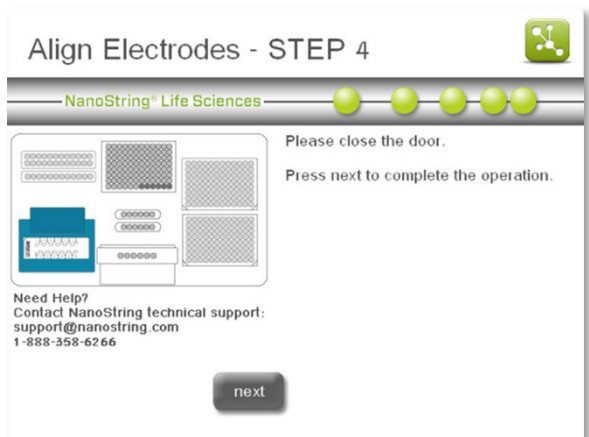 Align Electrodes - STEP 4
NanoString® Life Sciences
Please close the door.
Press next to complete the operation.
Need Help?
Contact NanoString technical support:
support@nanostring.com
1-888-358-6266
next